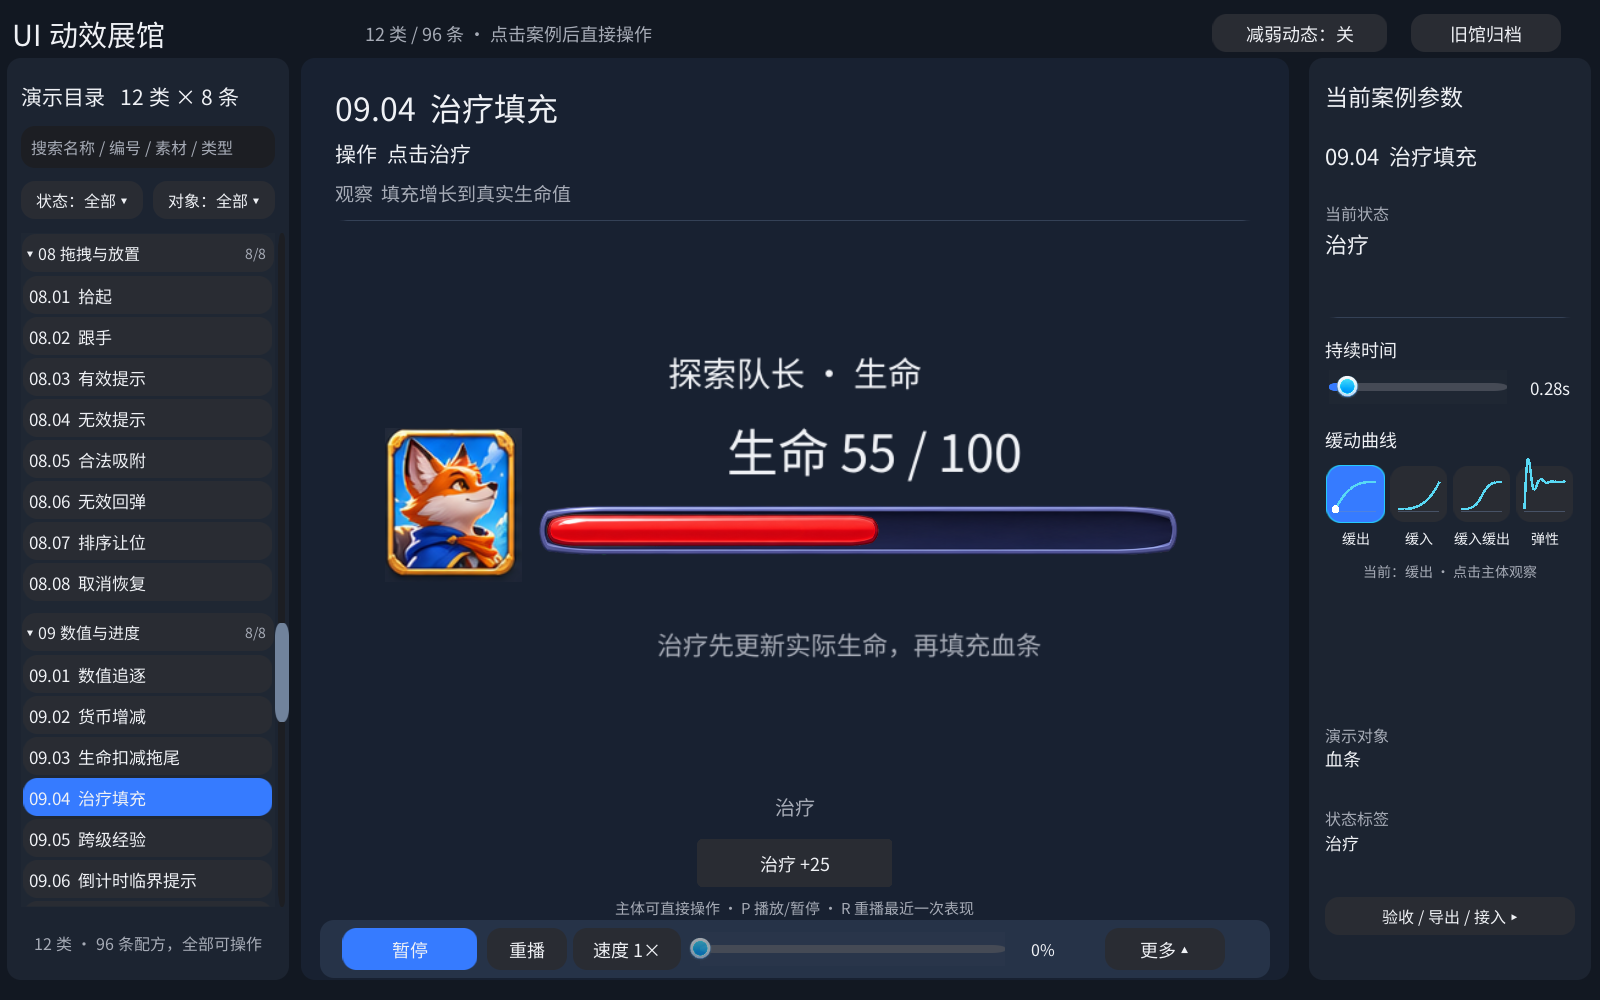 UI 动效展馆
12 类 / 96 条 · 点击案例后直接操作
减弱动态：关
旧馆归档
演示目录 12 类 × 8 条
搜索名称 / 编号 / 素材 / 类型
状态：全部 ▾
对象：全部 ▾
▾ 08 拖拽与放置 8/8
08.01 拾起
08.02 跟手
08.03 有效提示
08.04 无效提示
08.05 合法吸附
08.06 无效回弹
08.07 排序让位
08.08 取消恢复
▾ 09 数值与进度 8/8
09.01 数值追逐
09.02 货币增减
09.03 生命扣减拖尾
09.04 治疗填充
09.05 跨级经验
09.06 倒计时临界提示
12 类 · 96 条配方，全部可操作
09.04 治疗填充
操作 点击治疗
观察 填充增长到真实生命值
探索队长 · 生命
生命 55 / 100
治疗先更新实际生命，再填充血条
治疗
治疗 +25
主体可直接操作 · P 播放/暂停 · R 重播最近一次表现
暂停
重播
速度 1×
0%
更多 ▴
当前案例参数
09.04 治疗填充
当前状态
治疗
持续时间
0.28s
缓动曲线
缓出 缓入 缓入缓出 弹性
当前：缓出 · 点击主体观察
演示对象
血条
状态标签
治疗
验收 / 导出 / 接入 ▸